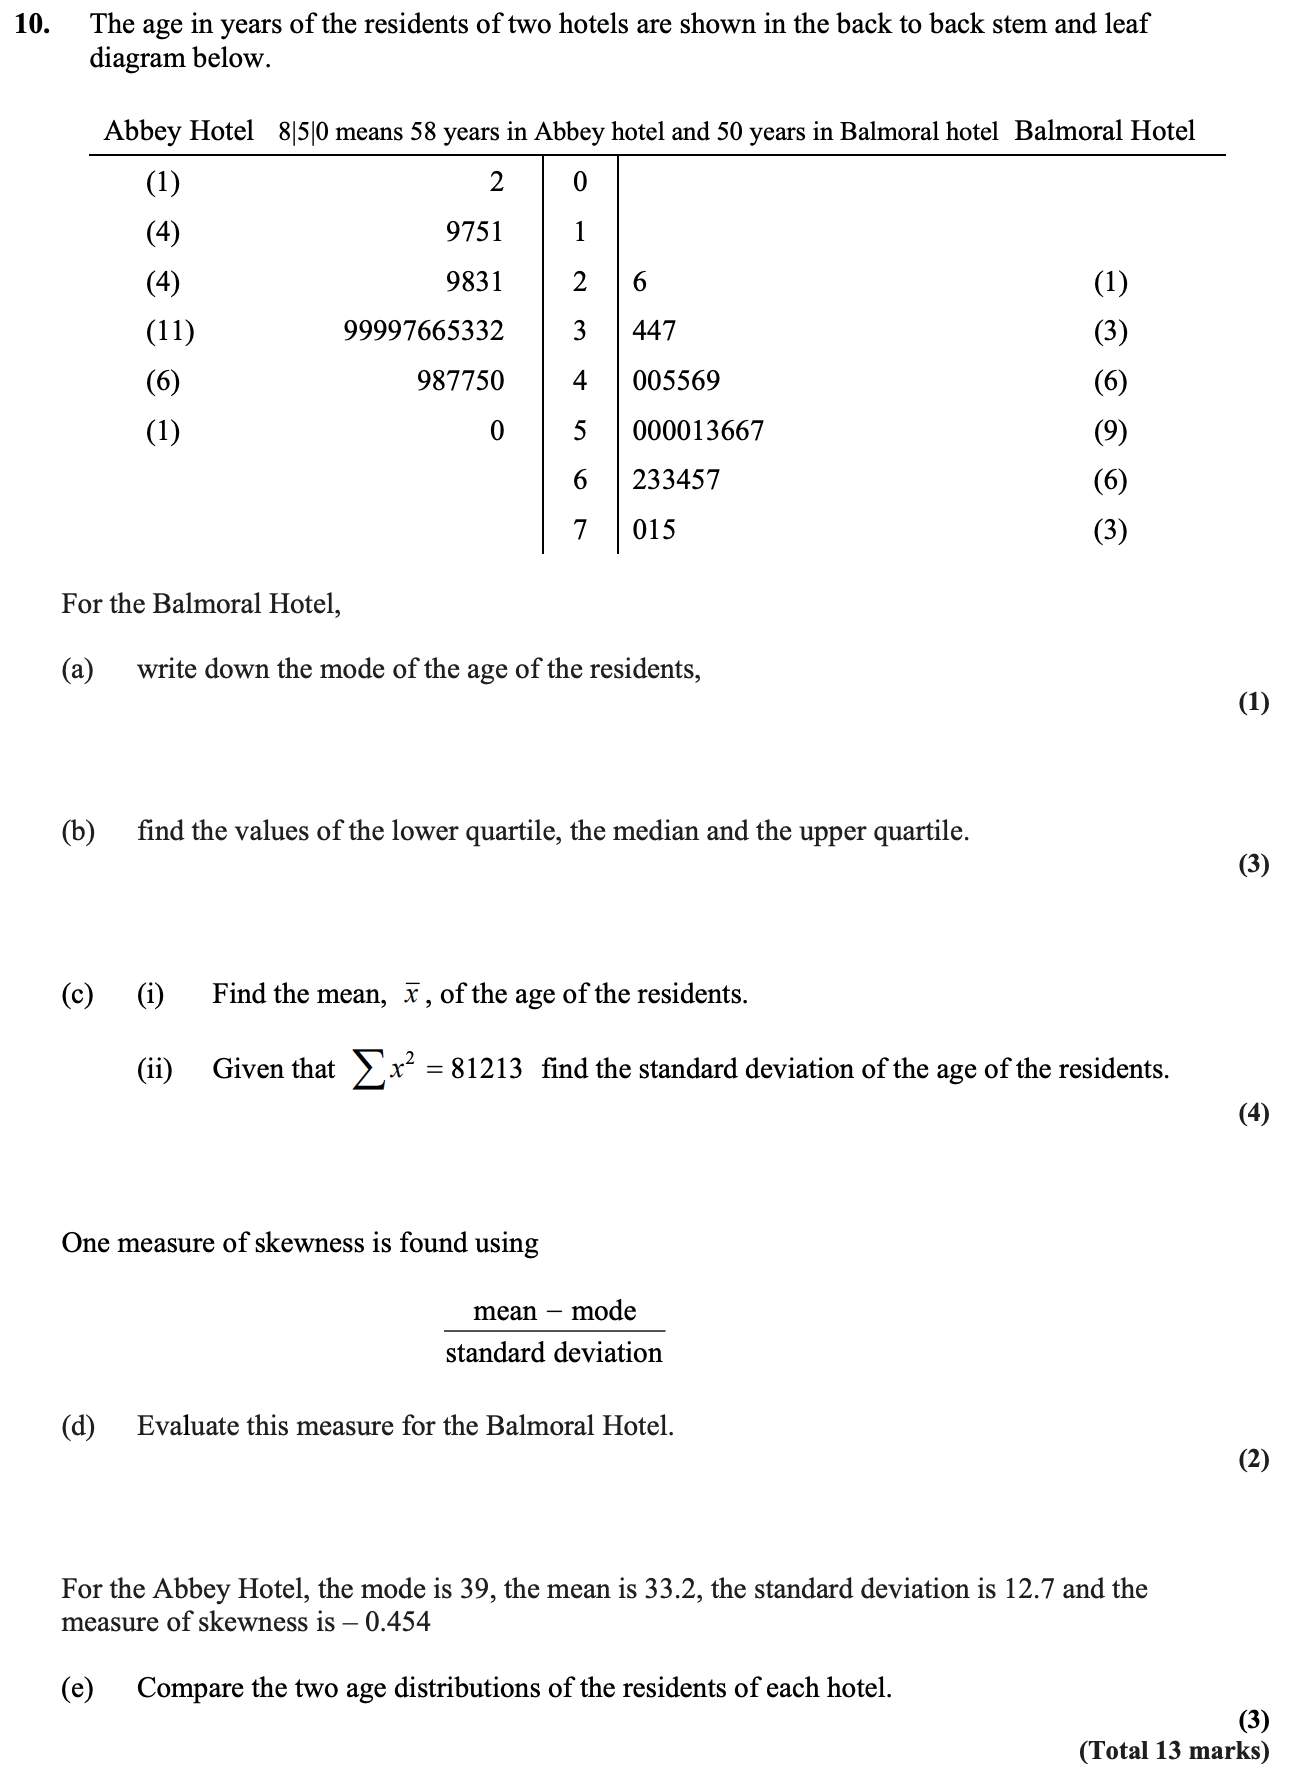 10. The age in years of the residents of two hotels are shown in the back to back stem and leaf
diagram below.
Abbey Hotel 8|5|0 means 58 years in Abbey hotel and 50 years in Balmoral hotel Balmoral Hotel
(1) 2 0
(4) 9751 1
(4) 9831 2 6 (1)
(11) 99997665332 3 447 (3)
(6) 987750 4 005569 (6)
(1) 0 5 000013667 (9)
6 233457 (6)
7 015 (3)
For the Balmoral Hotel,
(a) write down the mode of the age of the residents,
(1)
(b) find the values of the lower quartile, the median and the upper quartile.
(3)
(c) (i) Find the mean, x̄, of the age of the residents.
(ii) Given that ∑x² = 81213 find the standard deviation of the age of the residents.
(4)
One measure of skewness is found using
mean − mode
standard deviation
(d) Evaluate this measure for the Balmoral Hotel.
(2)
For the Abbey Hotel, the mode is 39, the mean is 33.2, the standard deviation is 12.7 and the
measure of skewness is – 0.454
(e) Compare the two age distributions of the residents of each hotel.
(3)
(Total 13 marks)